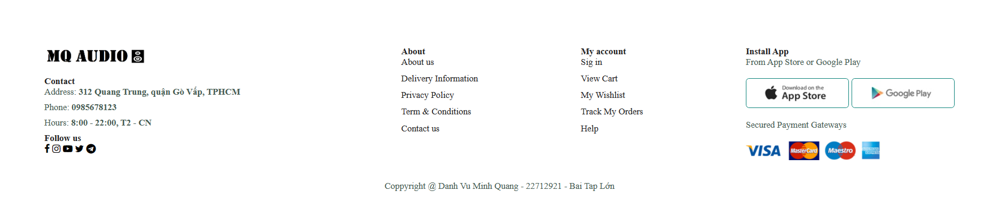 MQ AUDIO
Contact
Address: 312 Quang Trung, quận Gò Vấp, TPHCM
Phone: 0985678123
Hours: 8:00 - 22:00, T2 - CN
Follow us
About
About us
Delivery Information
Privacy Policy
Term & Conditions
Contact us
My account
Sig in
View Cart
My Wishlist
Track My Orders
Help
Install App
From App Store or Google Play
Download on the
App Store
Google Play
Secured Payment Gateways
VISA MasterCard Maestro AMERICAN EXPRESS
Coppyright @ Danh Vu Minh Quang - 22712921 - Bai Tap Lớn